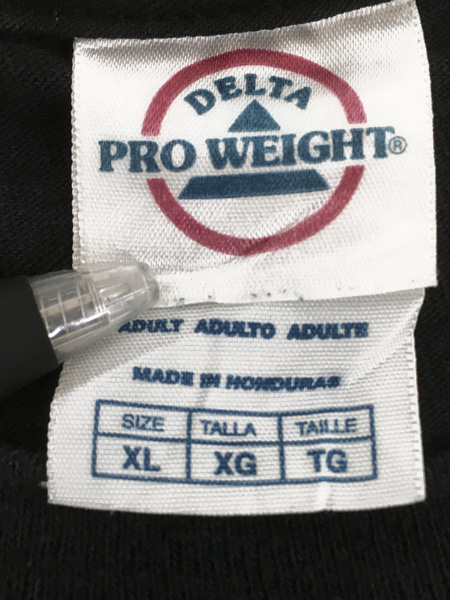 DELTA
PRO WEIGHT®
ADULT ADULTO ADULTE
MADE IN HONDURAS
SIZE TALLA TAILLE
XL XG TG